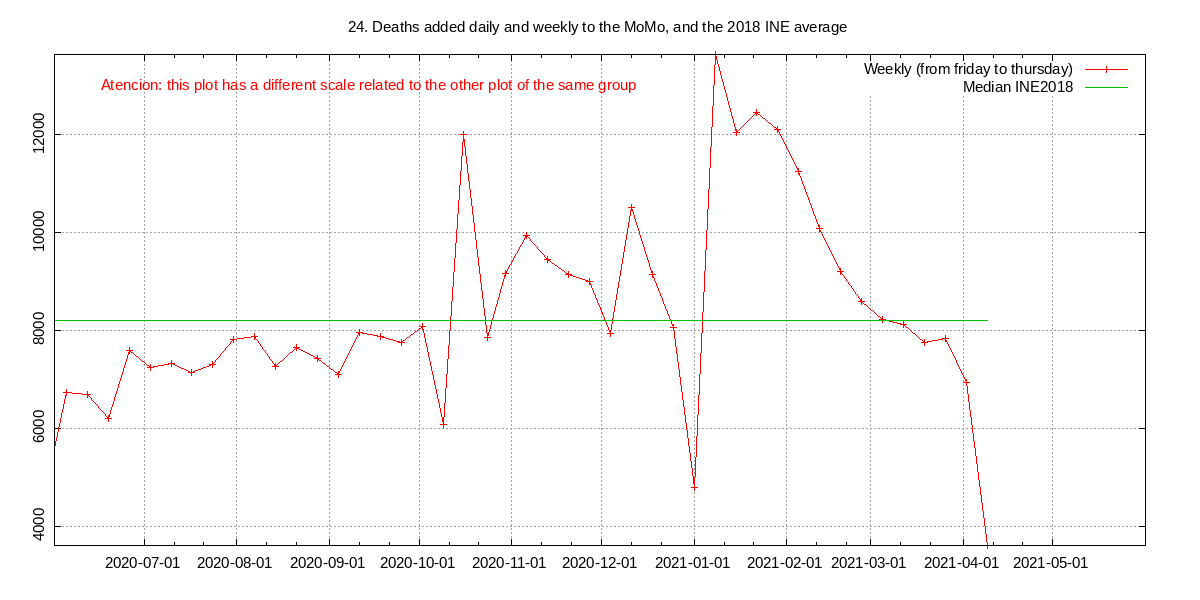 24. Deaths added daily and weekly to the MoMo, and the 2018 INE average
Atencion: this plot has a different scale related to the other plot of the same group
Weekly (from friday to thursday)
Median INE2018
12000
10000
8000
6000
4000
2020-07-01 2020-08-01 2020-09-01 2020-10-01 2020-11-01 2020-12-01 2021-01-01 2021-02-01 2021-03-01 2021-04-01 2021-05-01